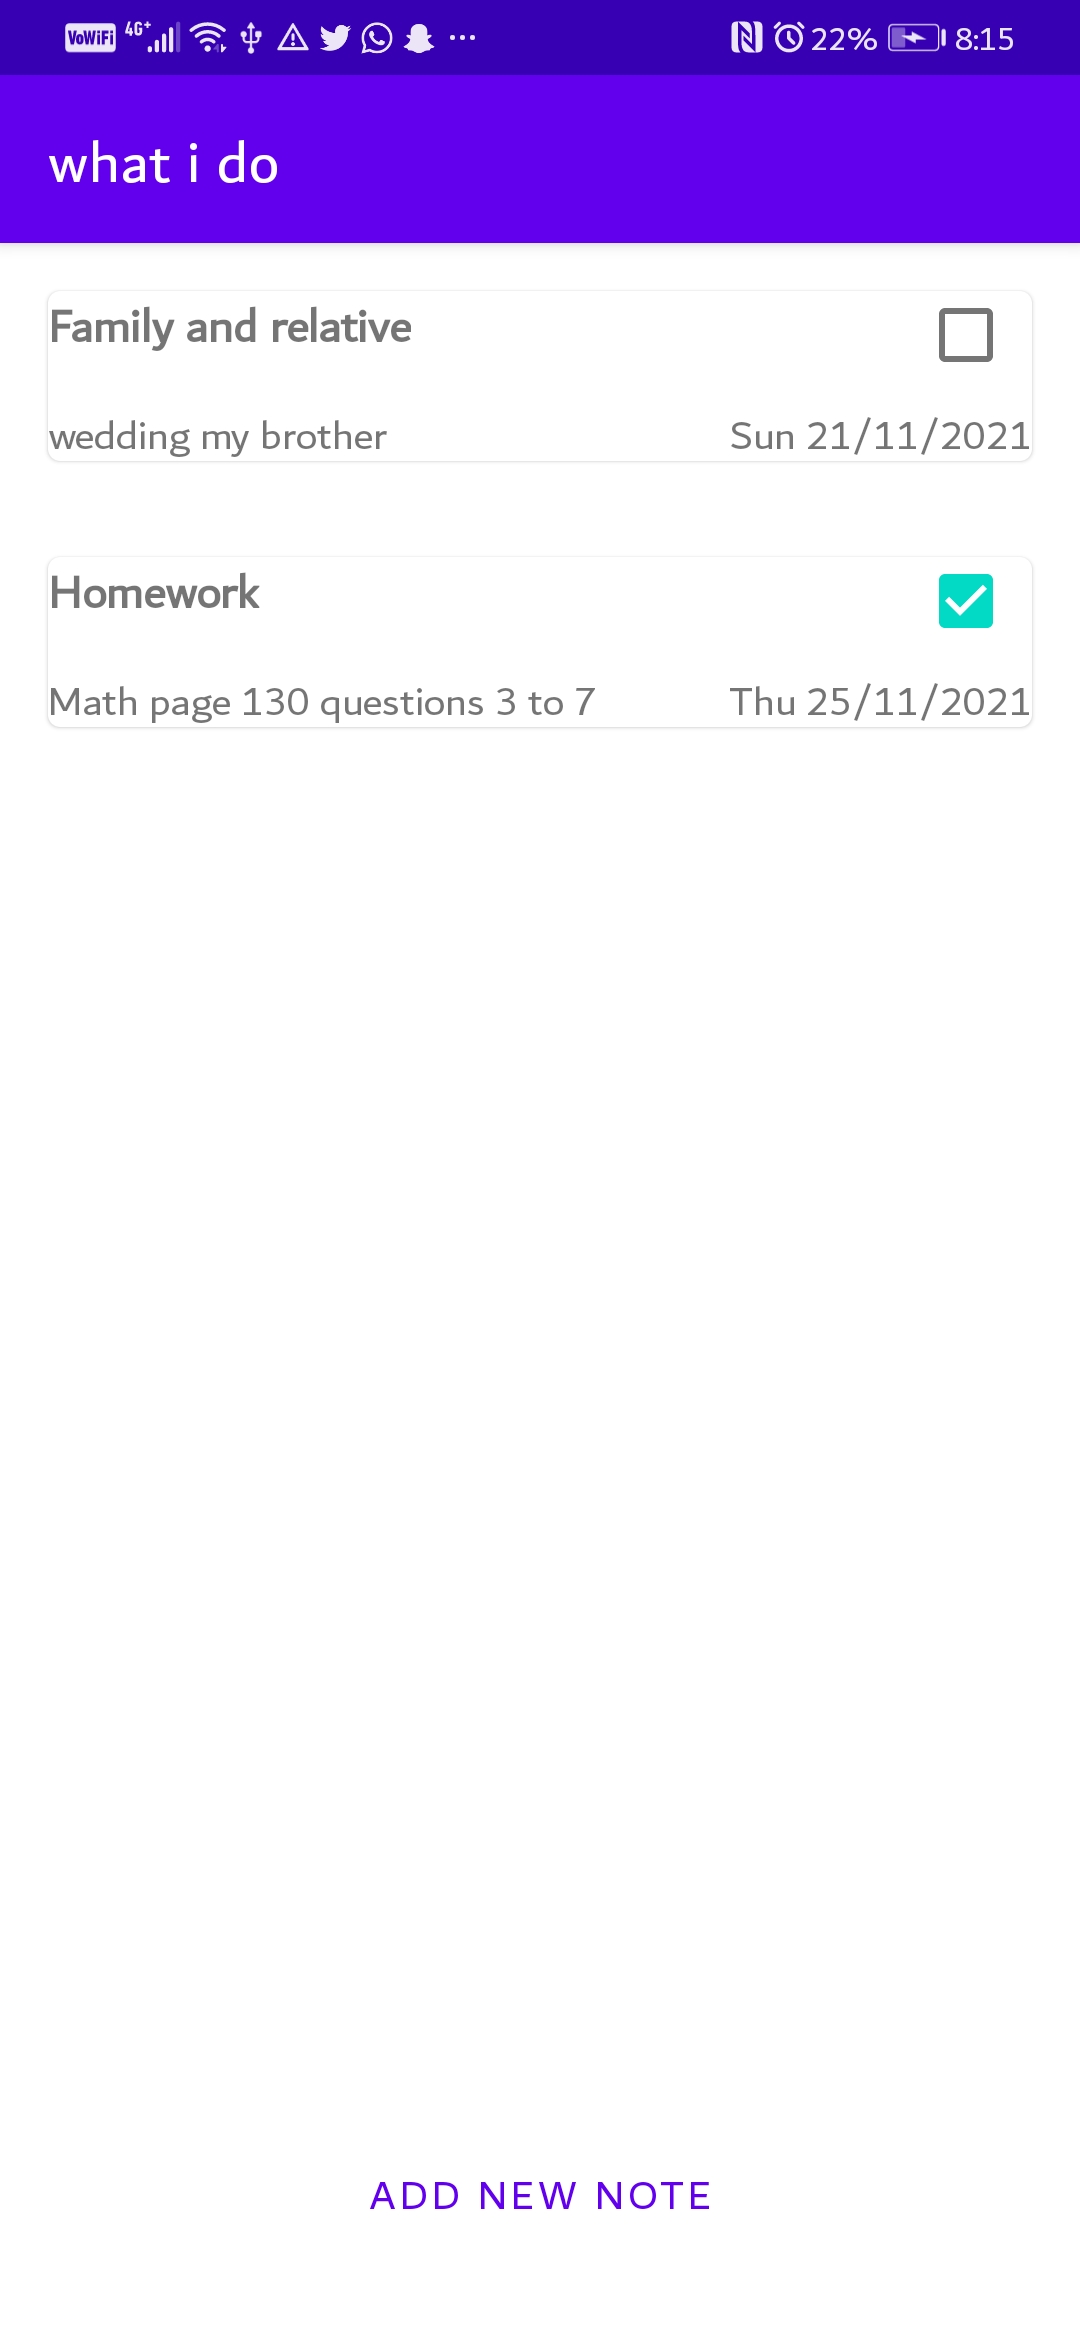 VoWiFi 4G+ 22% 8:15
what i do
Family and relative
wedding my brother Sun 21/11/2021
Homework
Math page 130 questions 3 to 7 Thu 25/11/2021
ADD NEW NOTE